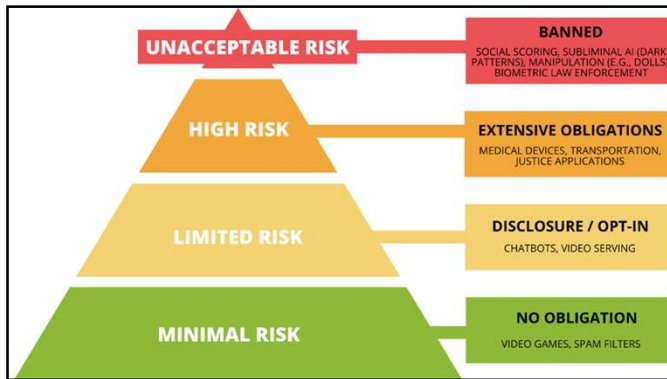 UNACCEPTABLE RISK
BANNED
SOCIAL SCORING, SUBLIMINAL AI (DARK
PATTERNS), MANIPULATION (E.G., DOLLS)
BIOMETRIC LAW ENFORCEMENT
HIGH RISK
EXTENSIVE OBLIGATIONS
MEDICAL DEVICES, TRANSPORTATION,
JUSTICE APPLICATIONS
LIMITED RISK
DISCLOSURE / OPT-IN
CHATBOTS, VIDEO SERVING
MINIMAL RISK
NO OBLIGATION
VIDEO GAMES, SPAM FILTERS